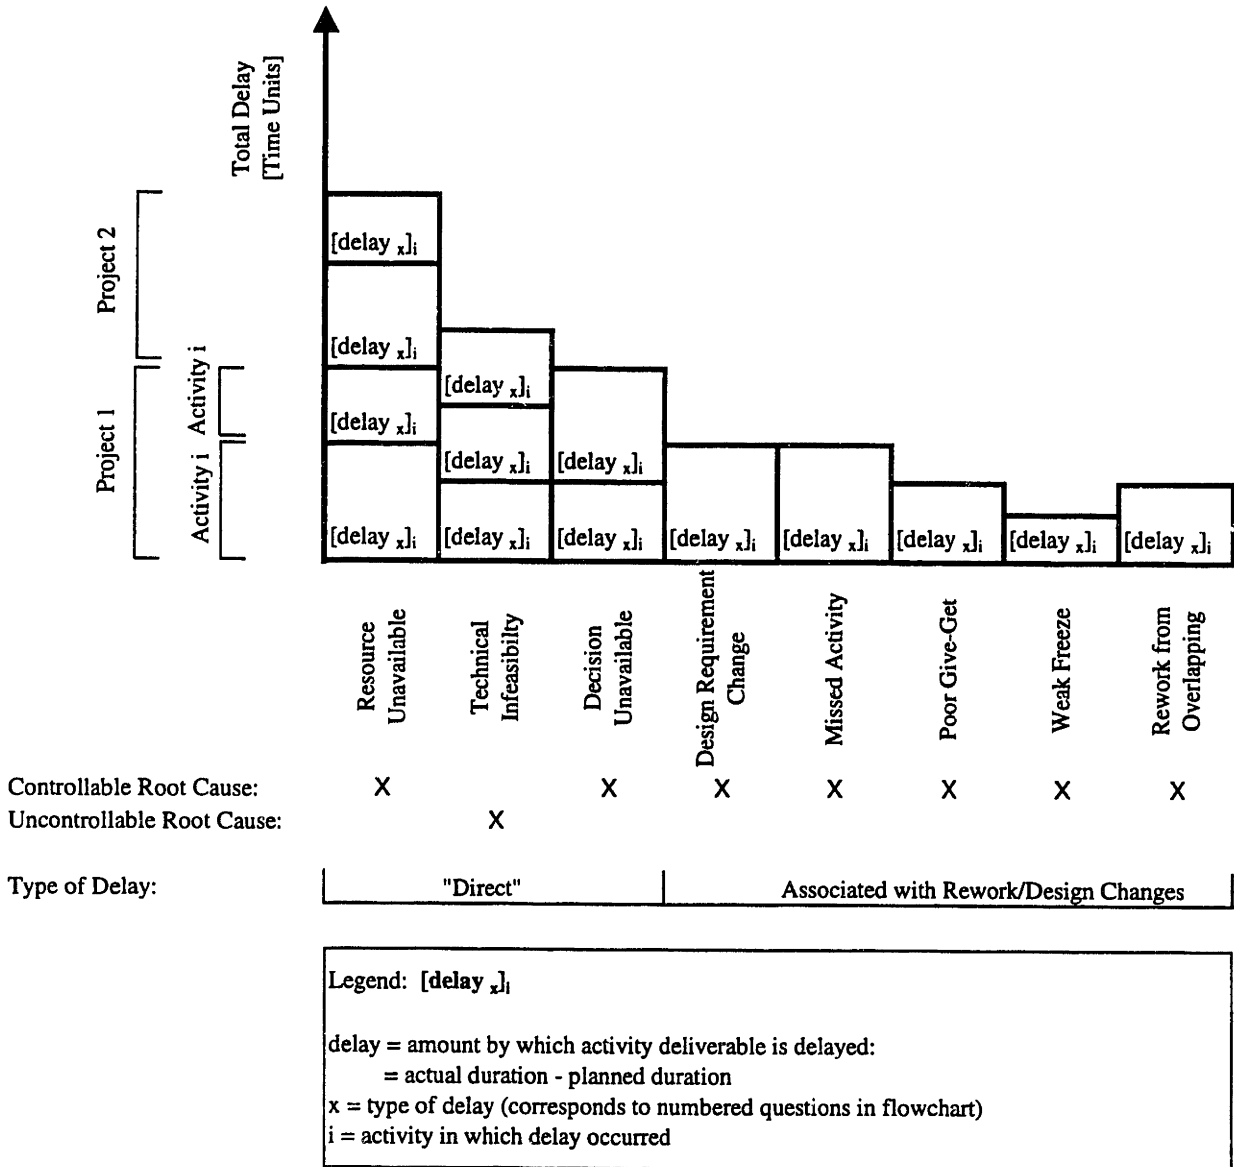 Total Delay
[Time Units]
Project 2
Project 1
Activity i
Activity i
[delay x]i
[delay x]i
[delay x]i
[delay x]i
[delay x]i
[delay x]i
[delay x]i
[delay x]i
[delay x]i
[delay x]i
[delay x]i
[delay x]i
[delay x]i
[delay x]i
Resource
Unavailable
Technical
Infeasibilty
Decision
Unavailable
Design Requirement
Change
Missed Activity
Poor Give-Get
Weak Freeze
Rework from
Overlapping
Controllable Root Cause: X X X X X X X
Uncontrollable Root Cause: X
Type of Delay: "Direct" Associated with Rework/Design Changes
Legend: [delay x]i
delay = amount by which activity deliverable is delayed:
= actual duration - planned duration
x = type of delay (corresponds to numbered questions in flowchart)
i = activity in which delay occurred